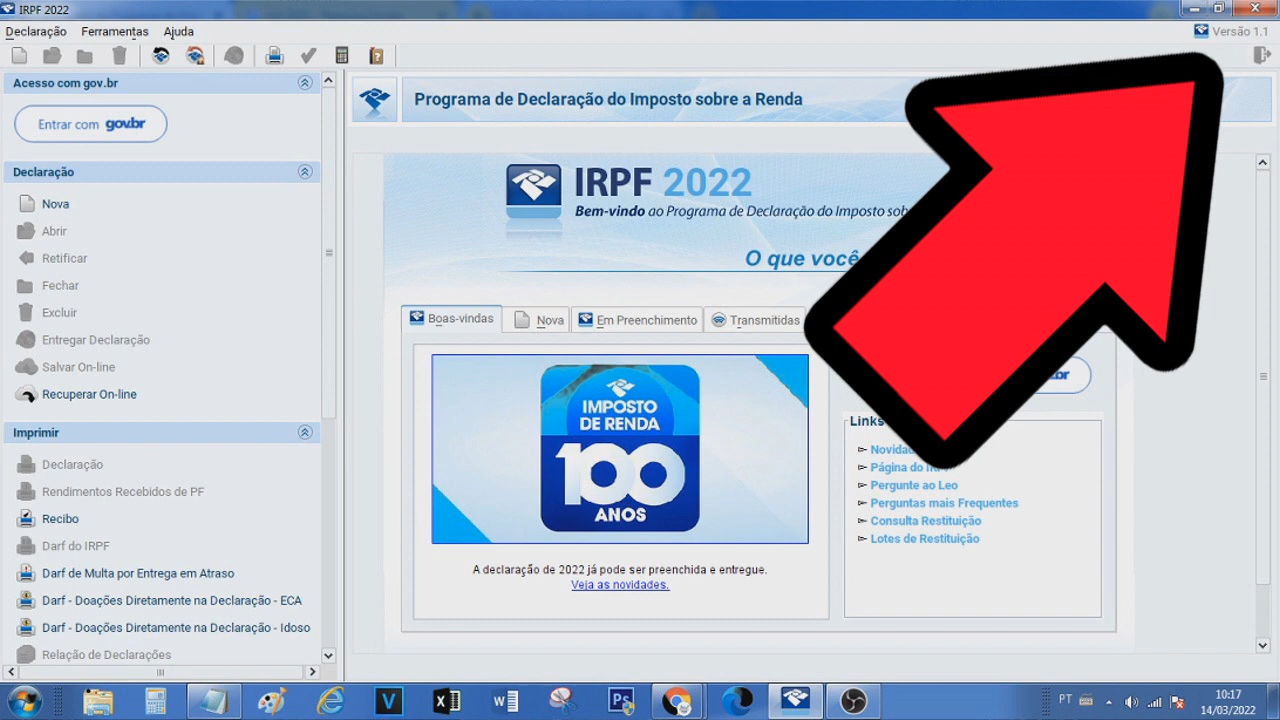 IRPF 2022
Declaração Ferramentas Ajuda
Versão 1.1
Acesso com gov.br
Entrar com gov.br
Declaração
Nova
Abrir
Retificar
Fechar
Excluir
Entregar Declaração
Salvar On-line
Recuperar On-line
Imprimir
Declaração
Rendimentos Recebidos de PF
Recibo
Darf do IRPF
Darf de Multa por Entrega em Atraso
Darf - Doações Diretamente na Declaração - ECA
Darf - Doações Diretamente na Declaração - Idoso
Relação de Declarações
Programa de Declaração do Imposto sobre a Renda
IRPF 2022
Bem-vindo ao Programa de Declaração do Imposto sob
O que você
Boas-vindas Nova Em Preenchimento Transmitidas
IMPOSTO
DE RENDA
100
ANOS
A declaração de 2022 já pode ser preenchida e entregue.
Veja as novidades.
.br
Links
Novidad
Página do
Pergunte ao Leo
Perguntas mais Frequentes
Consulta Restituição
Lotes de Restituição
V X W Ps
PT
10:17
14/03/2022